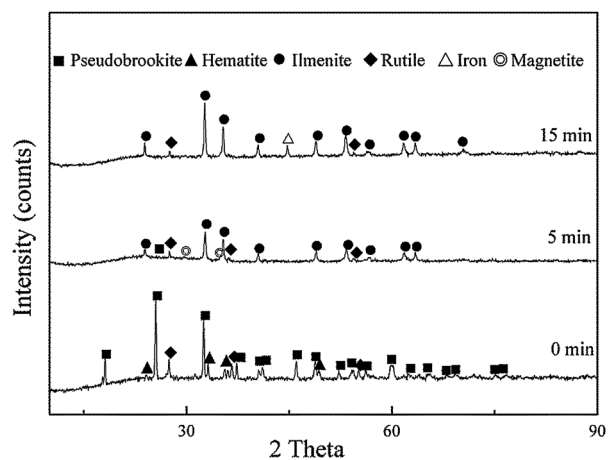 ■ Pseudobrookite ▲ Hematite ● Ilmenite ◆ Rutile △ Iron ◎ Magnetite
15 min
5 min
0 min
Intensity (counts)
30 60 90
2 Theta